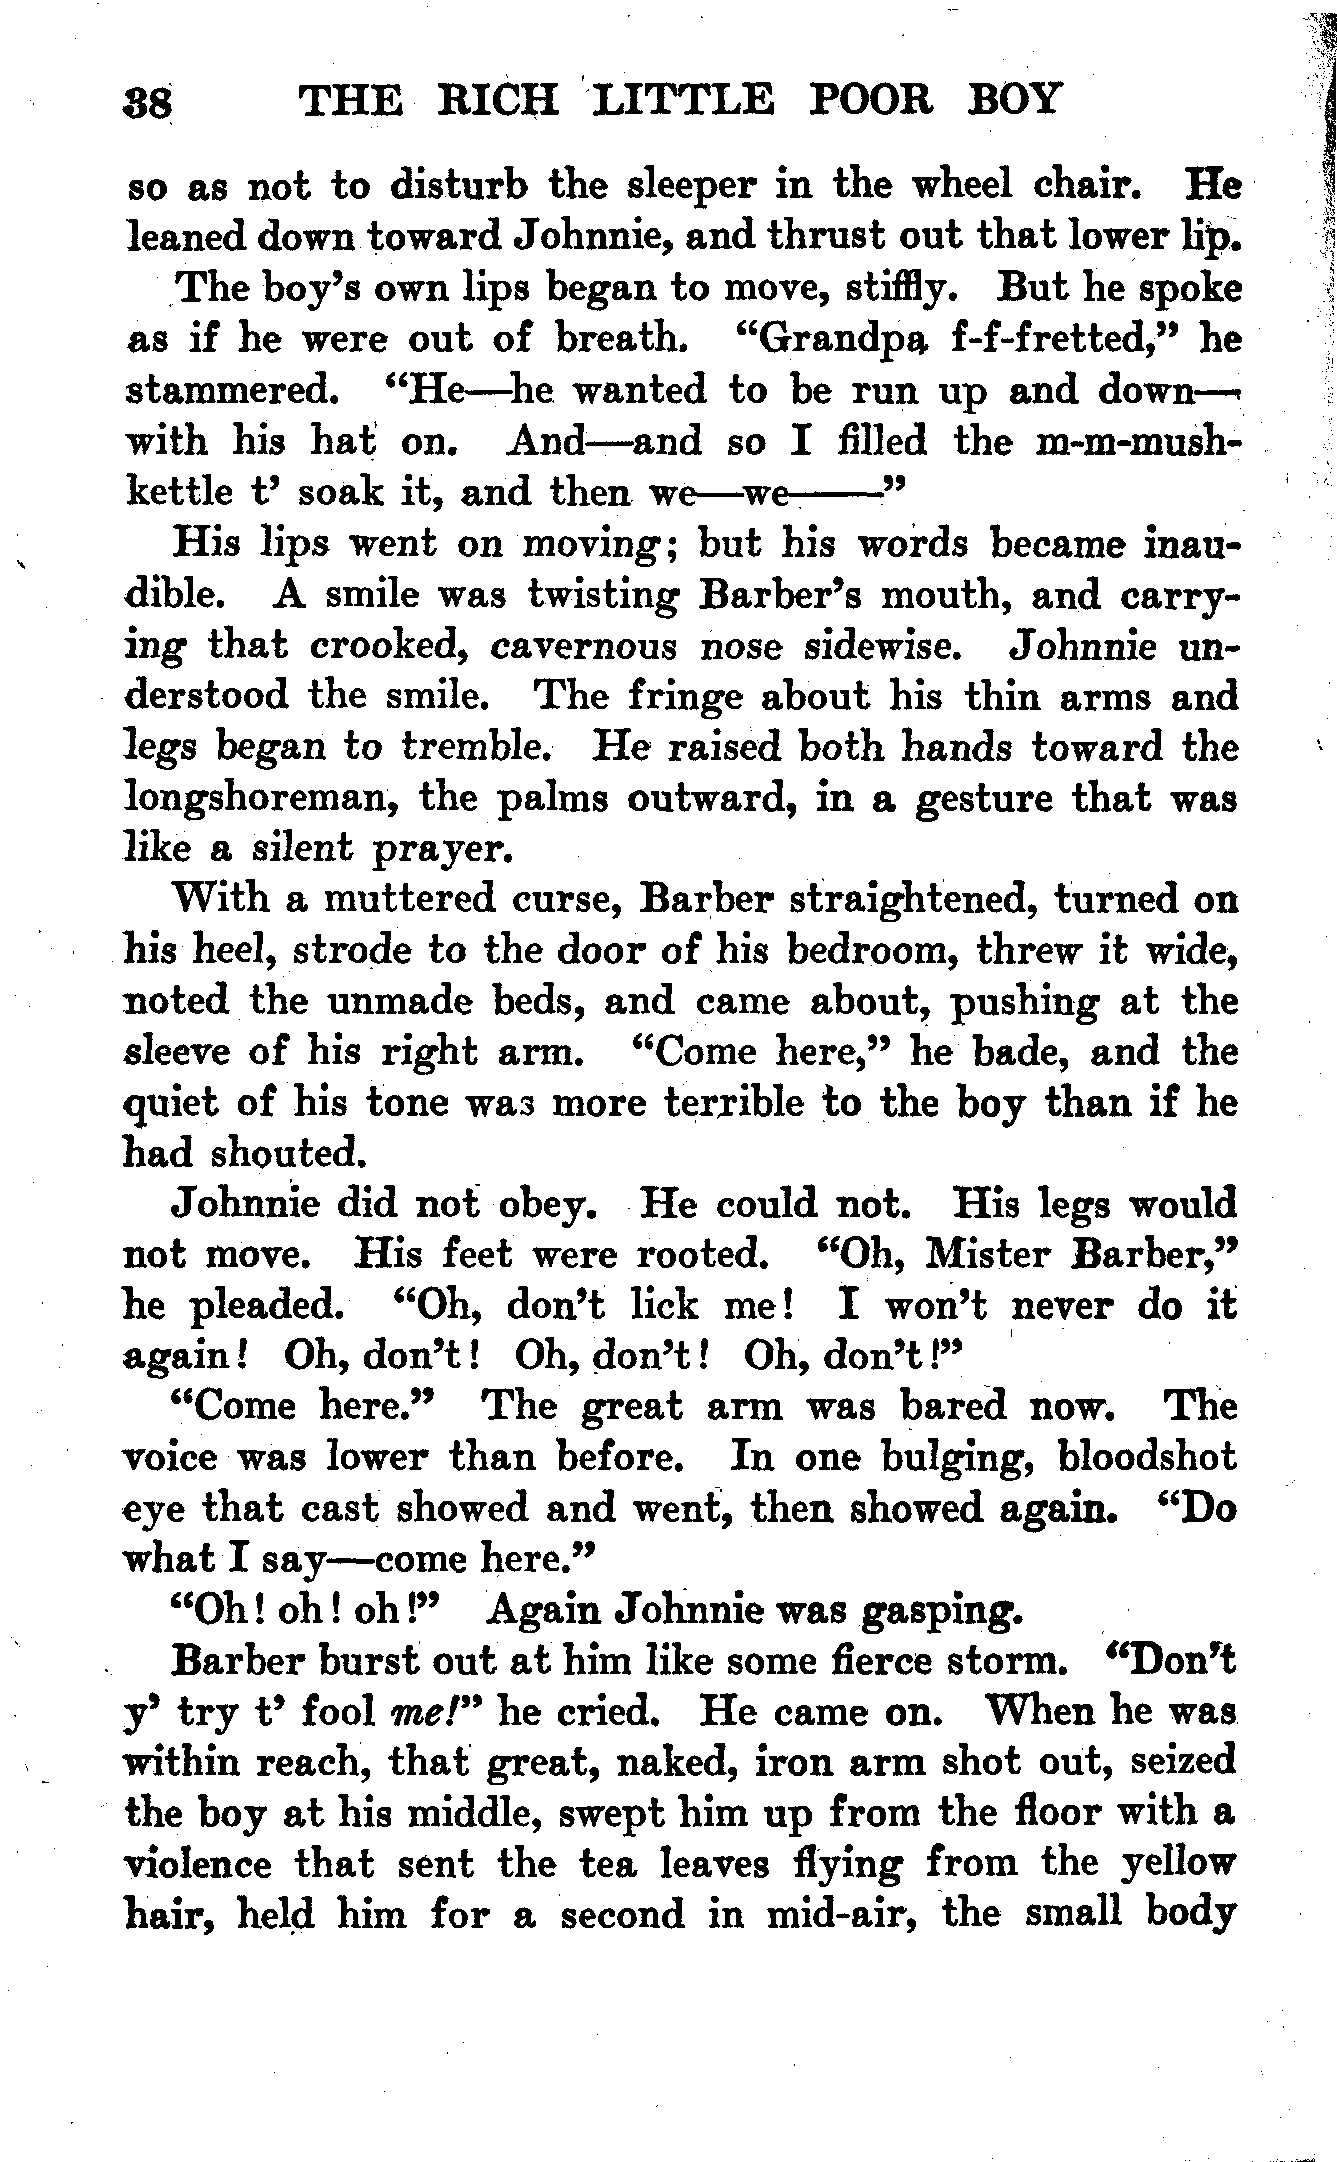 38 THE RICH LITTLE POOR BOY
so as not to disturb the sleeper in the wheel chair. He
leaned down toward Johnnie, and thrust out that lower lip.
The boy's own lips began to move, stiffly. But he spoke
as if he were out of breath. “Grandpa f-f-fretted,” he
stammered. “He—he wanted to be run up and down—
with his hat on. And—and so I filled the m-m-mush-
kettle t' soak it, and then we—we——”
His lips went on moving; but his words became inau-
dible. A smile was twisting Barber's mouth, and carry-
ing that crooked, cavernous nose sidewise. Johnnie un-
derstood the smile. The fringe about his thin arms and
legs began to tremble. He raised both hands toward the
longshoreman, the palms outward, in a gesture that was
like a silent prayer.
With a muttered curse, Barber straightened, turned on
his heel, strode to the door of his bedroom, threw it wide,
noted the unmade beds, and came about, pushing at the
sleeve of his right arm. “Come here,” he bade, and the
quiet of his tone was more terrible to the boy than if he
had shouted.
Johnnie did not obey. He could not. His legs would
not move. His feet were rooted. “Oh, Mister Barber,”
he pleaded. “Oh, don't lick me! I won't never do it
again! Oh, don't! Oh, don't! Oh, don't!”
“Come here.” The great arm was bared now. The
voice was lower than before. In one bulging, bloodshot
eye that cast showed and went, then showed again. “Do
what I say—come here.”
“Oh! oh! oh!” Again Johnnie was gasping.
Barber burst out at him like some fierce storm. “Don't
y' try t' fool me!” he cried. He came on. When he was
within reach, that great, naked, iron arm shot out, seized
the boy at his middle, swept him up from the floor with a
violence that sent the tea leaves flying from the yellow
hair, held him for a second in mid-air, the small body